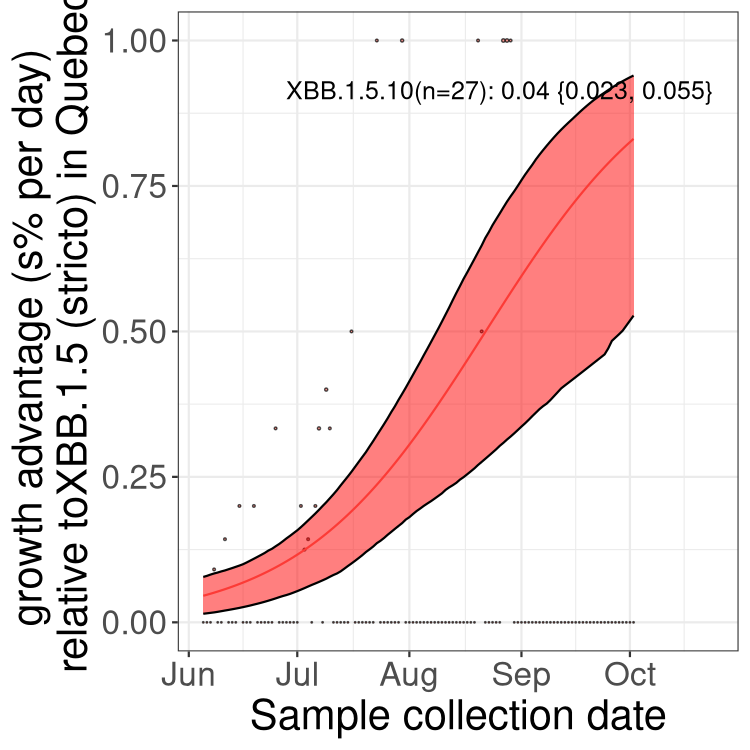 growth advantage (s% per day)
relative toXBB.1.5 (stricto) in Quebec
1.00
0.75
0.50
0.25
0.00
XBB.1.5.10(n=27): 0.04 {0.023, 0.055}
Jun Jul Aug Sep Oct
Sample collection date